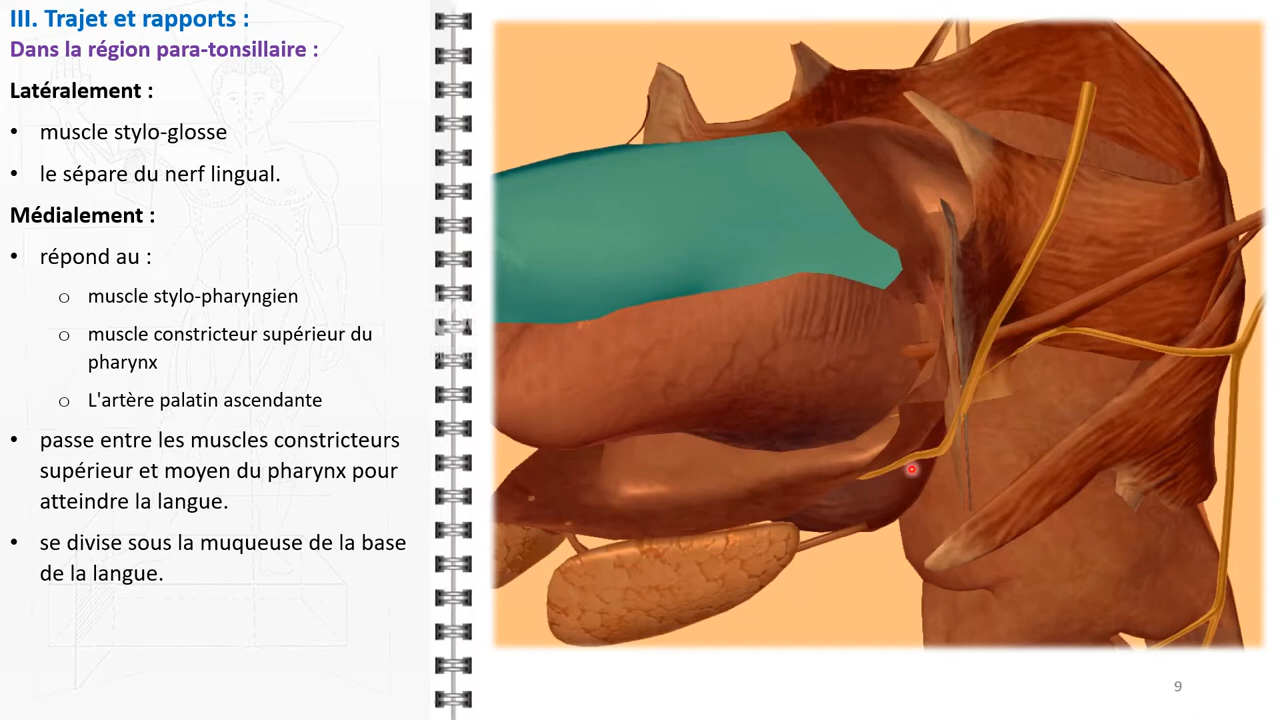 III. Trajet et rapports :
Dans la région para-tonsillaire :
Latéralement :
• muscle stylo-glosse
• le sépare du nerf lingual.
Médialement :
• répond au :
o muscle stylo-pharyngien
o muscle constricteur supérieur du
pharynx
o L'artère palatin ascendante
• passe entre les muscles constricteurs
supérieur et moyen du pharynx pour
atteindre la langue.
• se divise sous la muqueuse de la base
de la langue.
9